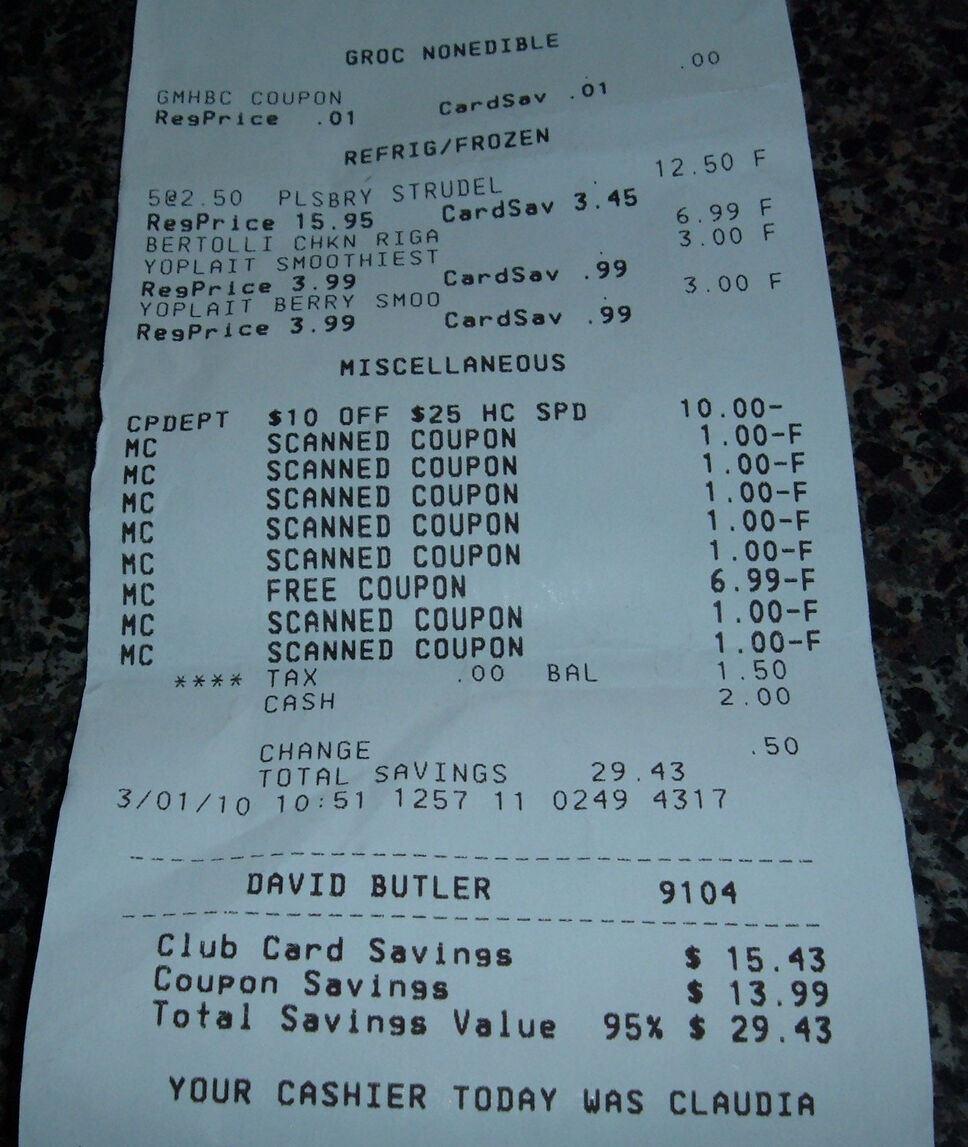 GROC NONEDIBLE
GMHBC COUPON .00
RegPrice .01 CardSav .01
REFRIG/FROZEN
5@2.50 PLSBRY STRUDEL 12.50 F
RegPrice 15.95 CardSav 3.45
BERTOLLI CHKN RIGA 6.99 F
YOPLAIT SMOOTHIEST 3.00 F
RegPrice 3.99 CardSav .99
YOPLAIT BERRY SMOO 3.00 F
RegPrice 3.99 CardSav .99
MISCELLANEOUS
CPDEPT $10 OFF $25 HC SPD 10.00-
MC SCANNED COUPON 1.00-F
MC SCANNED COUPON 1.00-F
MC SCANNED COUPON 1.00-F
MC SCANNED COUPON 1.00-F
MC SCANNED COUPON 1.00-F
MC FREE COUPON 6.99-F
MC SCANNED COUPON 1.00-F
MC SCANNED COUPON 1.00-F
**** TAX .00 BAL 1.50
CASH 2.00
CHANGE .50
TOTAL SAVINGS 29.43
3/01/10 10:51 1257 11 0249 4317
DAVID BUTLER 9104
Club Card Savings $ 15.43
Coupon Savings $ 13.99
Total Savings Value 95% $ 29.43
YOUR CASHIER TODAY WAS CLAUDIA